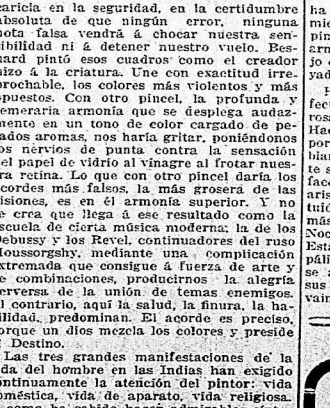 caricia en la seguridad, en la certidumbre
absoluta de que ningún error, ninguna
nota falsa vendrá á chocar nuestra sen-
ibilidad ni á detener nuestro vuelo. Bes-
nard pintó esos cuadros como el creador
hizo á la criatura. Une con exactitud irre-
prochable, los colores más violentos y más
opuestos. Con otro pincel, la profunda y
temeraria armonía que se desplega audaz-
mente en un tono de color cargado de pe-
sados aromas, nos haría gritar, poniéndonos
los nervios de punta contra la sensación
del papel de vidrio al vinagre al frotar nues-
tra retina. Lo que con otro pincel daría los
acordes más falsos, la más grosera de las
visiones, es en él armonía superior. Y no
se crea que llega á ese resultado como la
escuela de cierta música moderna; la de los
Debussy y los Revel, continuadores del ruso
Moussorgshy, mediante una complicación
extremada que consigue á fuerza de arte y
de combinaciones, producirnos la alegría
perversa de la unión de temas enemigos.
Al contrario, aquí la salud, la finura, la ha-
bilidad, predominan. El acorde es preciso,
porque un dios mezcla los colores y preside
el Destino.
Las tres grandes manifestaciones de la
vida del hombre en las Indias han exigido
continuamente la atención del pintor: vida
doméstica, vida de aparato, vida religiosa.